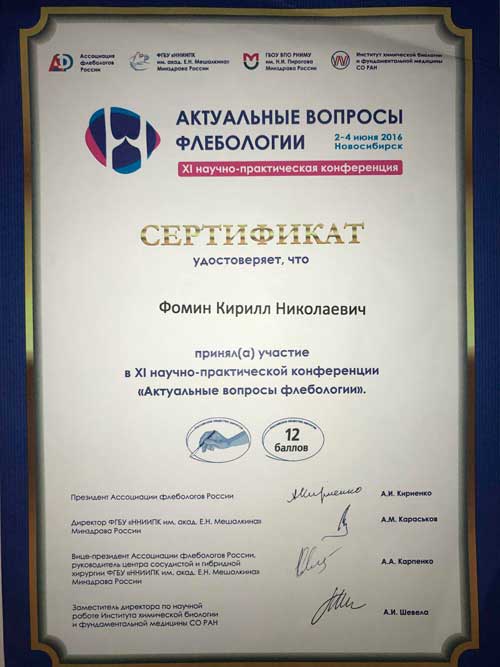 Ассоциация
флебологов
России
ФГБУ «ННИИПК
им. акад. Е.Н. Мешалкина»
Минздрава России
ГБОУ ВПО РНИМУ
им. Н.И. Пирогова
Минздрава России
Институт химической биологии
и фундаментальной медицины
СО РАН
АКТУАЛЬНЫЕ ВОПРОСЫ
ФЛЕБОЛОГИИ
2-4 июня 2016
Новосибирск
XI научно-практическая конференция
СЕРТИФИКАТ
удостоверяет, что
Фомин Кирилл Николаевич
принял(а) участие
в XI научно-практической конференции
«Актуальные вопросы флебологии».
12
баллов
Президент Ассоциации флебологов России
А.И. Кириенко
Директор ФГБУ «ННИИПК им. акад. Е.Н. Мешалкина»
Минздрава России
А.М. Караськов
Вице-президент Ассоциации флебологов России,
руководитель центра сосудистой и гибридной
хирургии ФГБУ «ННИИПК им. акад. Е.Н. Мешалкина»
Минздрава России
А.А. Карпенко
Заместитель директора по научной
работе Института химической биологии
и фундаментальной медицины СО РАН
А.И. Шевела